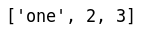 ['one', 2, 3]